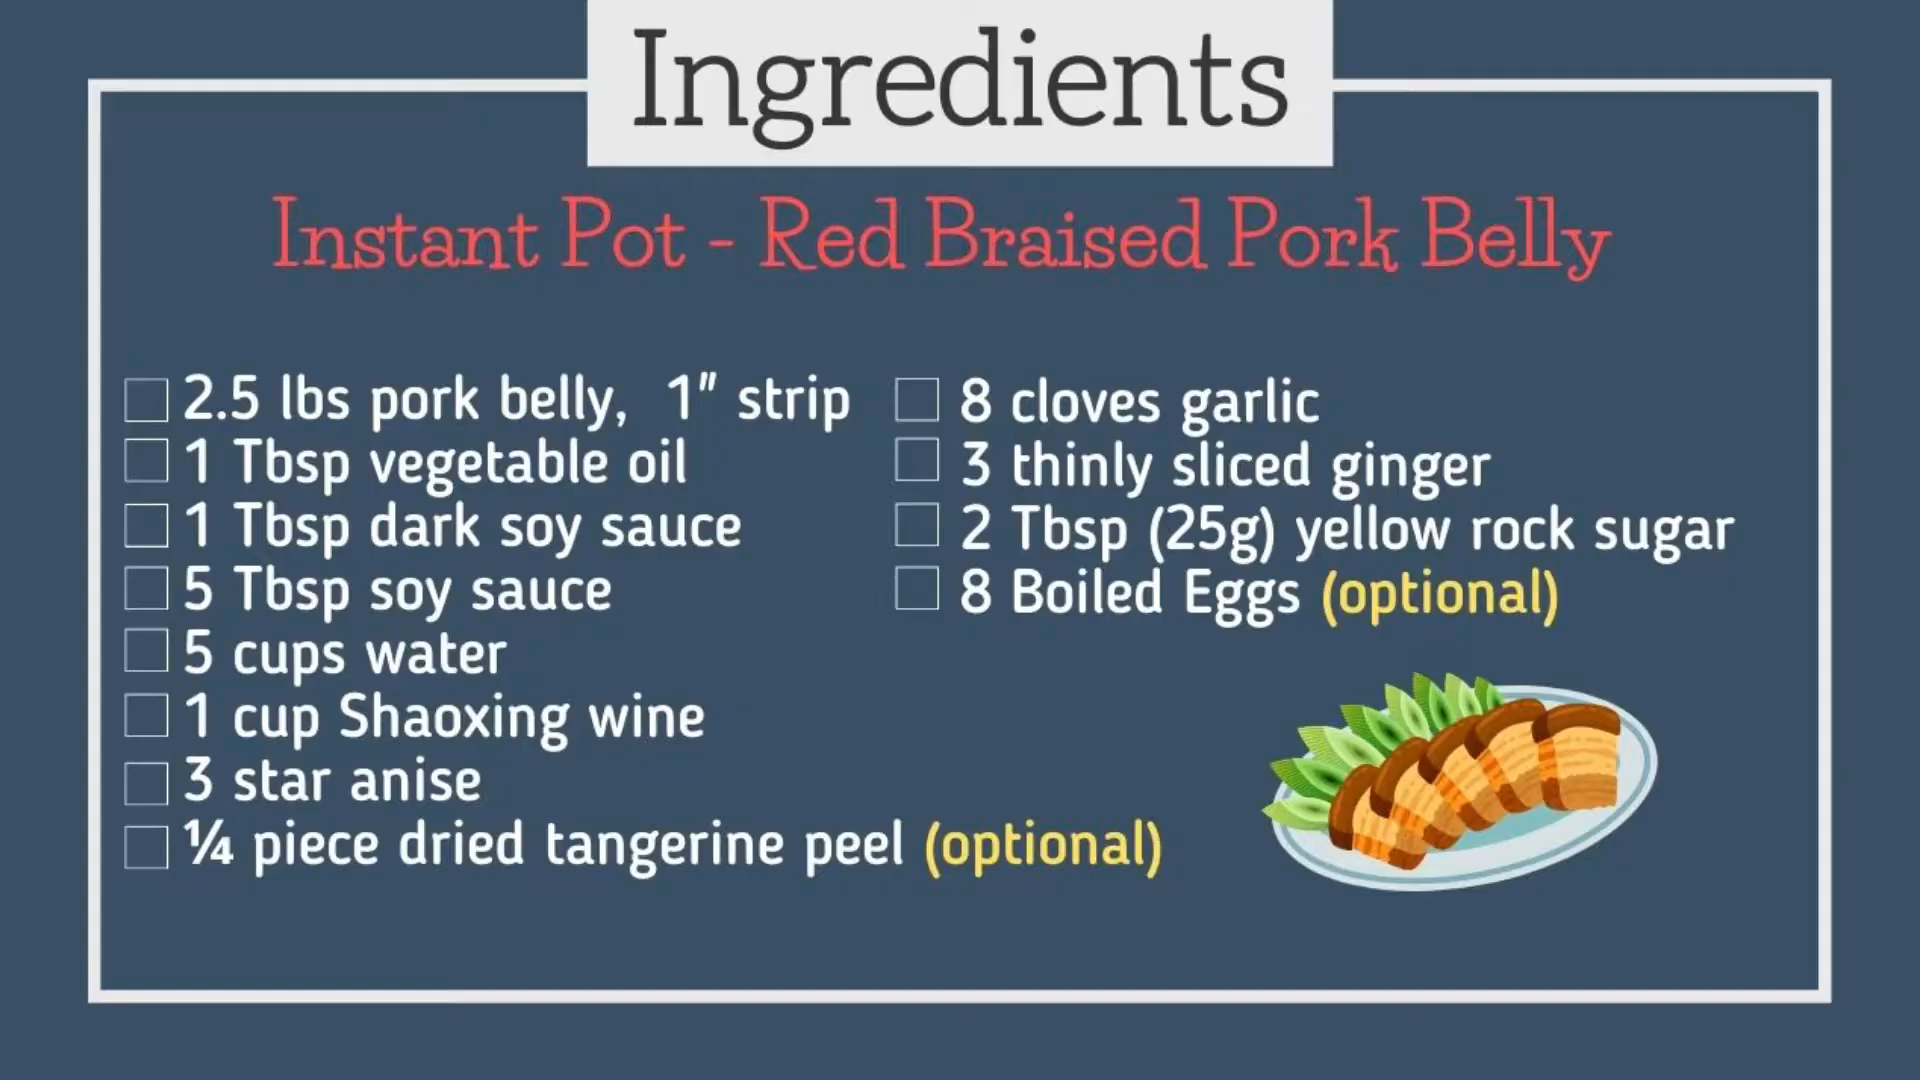 Ingredients
Instant Pot - Red Braised Pork Belly
2.5 lbs pork belly, 1" strip
1 Tbsp vegetable oil
1 Tbsp dark soy sauce
5 Tbsp soy sauce
5 cups water
1 cup Shaoxing wine
3 star anise
¼ piece dried tangerine peel (optional)
8 cloves garlic
3 thinly sliced ginger
2 Tbsp (25g) yellow rock sugar
8 Boiled Eggs (optional)